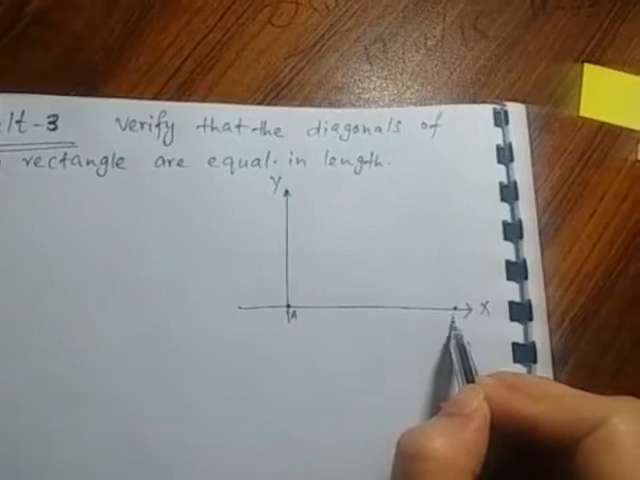 lt-3 Verify that the diagonals of
rectangle are equal in length.
Y
A
X